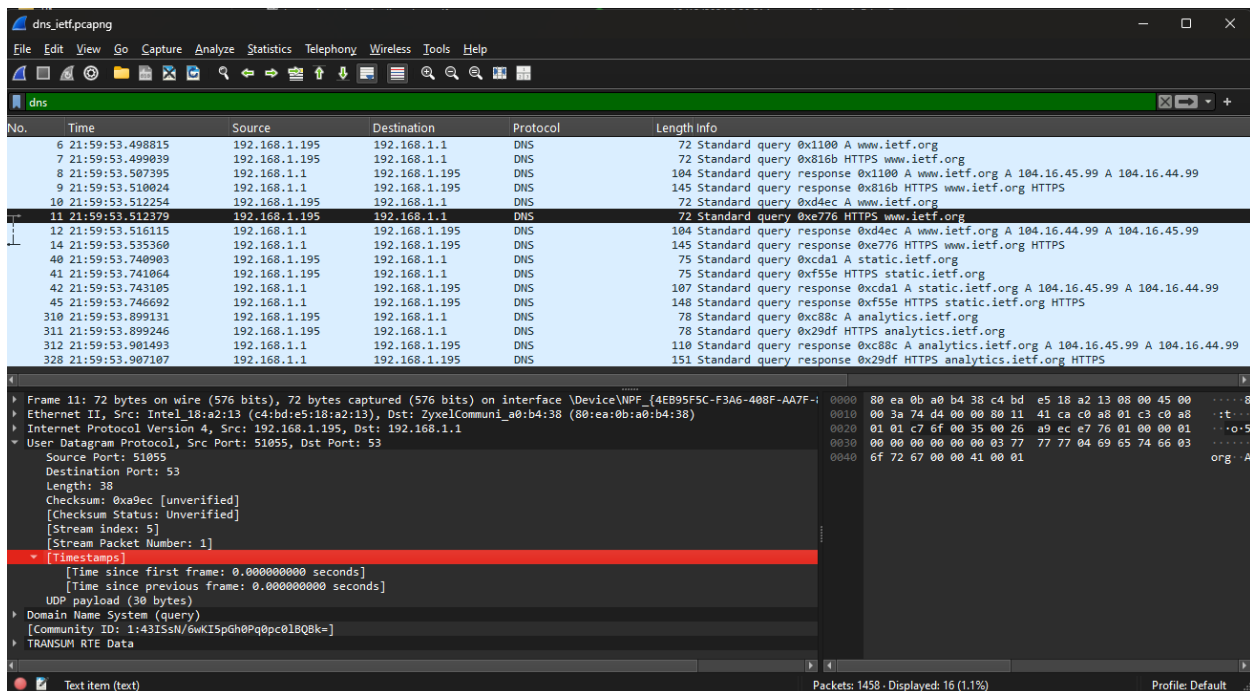 dns_ietf.pcapng
File Edit View Go Capture Analyze Statistics Telephony Wireless Tools Help
dns
No. Time Source Destination Protocol Length Info
6 21:59:53.498815 192.168.1.195 192.168.1.1 DNS 72 Standard query 0x1100 A www.ietf.org
7 21:59:53.499039 192.168.1.195 192.168.1.1 DNS 72 Standard query 0x816b HTTPS www.ietf.org
8 21:59:53.507395 192.168.1.1 192.168.1.195 DNS 104 Standard query response 0x1100 A www.ietf.org A 104.16.45.99 A 104.16.44.99
9 21:59:53.510024 192.168.1.1 192.168.1.195 DNS 145 Standard query response 0x816b HTTPS www.ietf.org HTTPS
10 21:59:53.512254 192.168.1.195 192.168.1.1 DNS 72 Standard query 0xd4ec A www.ietf.org
11 21:59:53.512379 192.168.1.195 192.168.1.1 DNS 72 Standard query 0xe776 HTTPS www.ietf.org
12 21:59:53.516115 192.168.1.1 192.168.1.195 DNS 104 Standard query response 0xd4ec A www.ietf.org A 104.16.44.99 A 104.16.45.99
14 21:59:53.535360 192.168.1.1 192.168.1.195 DNS 145 Standard query response 0xe776 HTTPS www.ietf.org HTTPS
40 21:59:53.740903 192.168.1.195 192.168.1.1 DNS 75 Standard query 0xcda1 A static.ietf.org
41 21:59:53.741064 192.168.1.195 192.168.1.1 DNS 75 Standard query 0xf55e HTTPS static.ietf.org
42 21:59:53.743105 192.168.1.1 192.168.1.195 DNS 107 Standard query response 0xcda1 A static.ietf.org A 104.16.45.99 A 104.16.44.99
45 21:59:53.746692 192.168.1.1 192.168.1.195 DNS 148 Standard query response 0xf55e HTTPS static.ietf.org HTTPS
310 21:59:53.899131 192.168.1.195 192.168.1.1 DNS 78 Standard query 0xc88c A analytics.ietf.org
311 21:59:53.899246 192.168.1.195 192.168.1.1 DNS 78 Standard query 0x29df HTTPS analytics.ietf.org
312 21:59:53.901493 192.168.1.1 192.168.1.195 DNS 110 Standard query response 0xc88c A analytics.ietf.org A 104.16.45.99 A 104.16.44.99
328 21:59:53.907107 192.168.1.1 192.168.1.195 DNS 151 Standard query response 0x29df HTTPS analytics.ietf.org HTTPS
Frame 11: 72 bytes on wire (576 bits), 72 bytes captured (576 bits) on interface \Device\NPF_{4EB95F5C-F3A6-408F-AA7F-
Ethernet II, Src: Intel_18:a2:13 (c4:bd:e5:18:a2:13), Dst: ZyxelCommuni_a0:b4:38 (80:ea:0b:a0:b4:38)
Internet Protocol Version 4, Src: 192.168.1.195, Dst: 192.168.1.1
User Datagram Protocol, Src Port: 51055, Dst Port: 53
Source Port: 51055
Destination Port: 53
Length: 38
Checksum: 0xa9ec [unverified]
[Checksum Status: Unverified]
[Stream index: 5]
[Stream Packet Number: 1]
[Timestamps]
[Time since first frame: 0.000000000 seconds]
[Time since previous frame: 0.000000000 seconds]
UDP payload (30 bytes)
Domain Name System (query)
[Community ID: 1:43ISsN/6wKI5pGh0Pq0pc0lBQBk=]
TRANSUM RTE Data
0000 80 ea 0b a0 b4 38 c4 bd e5 18 a2 13 08 00 45 00 ·····8
0010 00 3a 74 d4 00 00 80 11 41 ca c0 a8 01 c3 c0 a8 ·:t···
0020 01 01 c7 6f 00 35 00 26 a9 ec e7 76 01 00 00 01 ···o·5
0030 00 00 00 00 00 00 03 77 77 77 04 69 65 74 66 03 ······
0040 6f 72 67 00 00 41 00 01 org··A
Text item (text)
Packets: 1458 · Displayed: 16 (1.1%)
Profile: Default